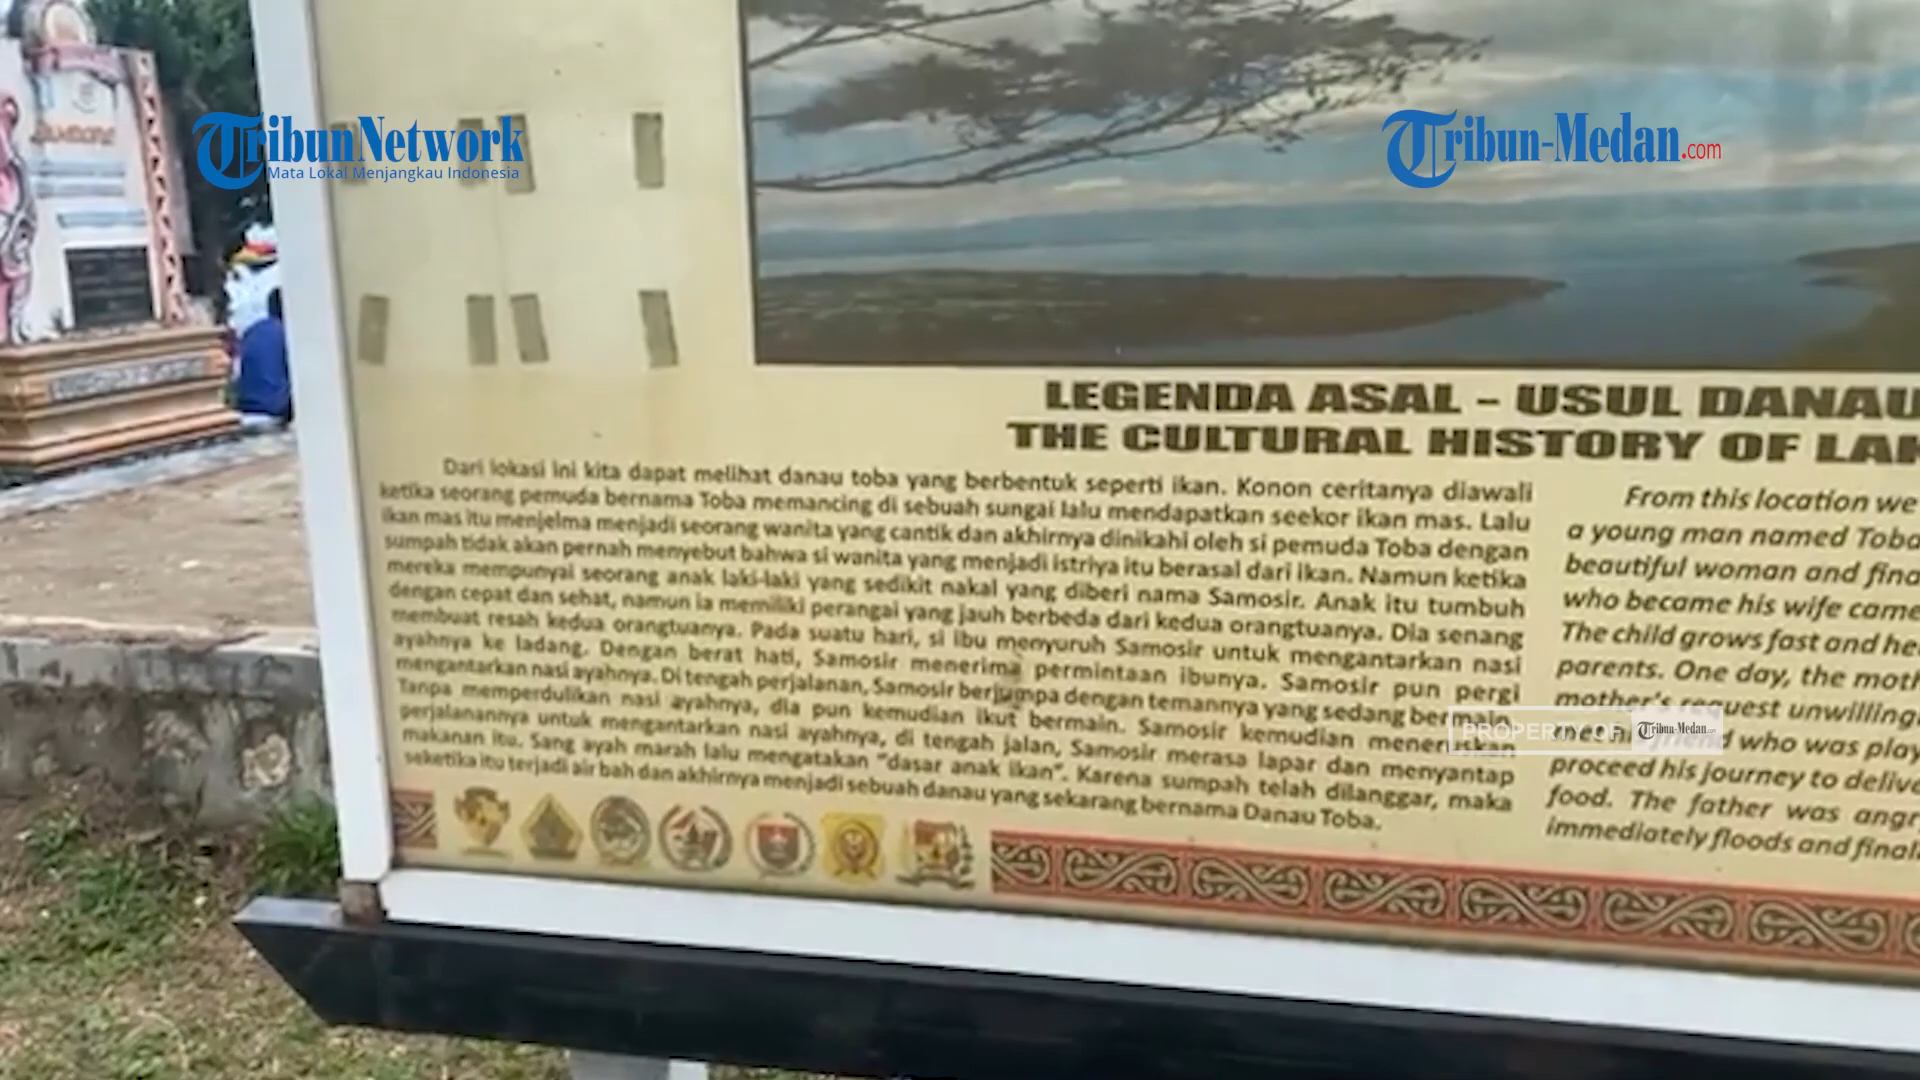 TribunNetwork
Mata Lokal Menjangkau Indonesia
Tribun-Medan.com
LEGENDA ASAL - USUL DANAU
THE CULTURAL HISTORY OF LAK
Dari lokasi ini kita dapat melihat danau toba yang berbentuk seperti ikan. Konon ceritanya diawali
ketika seorang pemuda bernama Toba memancing di sebuah sungai lalu mendapatkan seekor ikan mas. Lalu
ikan mas itu menjelma menjadi seorang wanita yang cantik dan akhirnya dinikahi oleh si pemuda Toba dengan
sumpah tidak akan pernah menyebut bahwa si wanita yang menjadi istriya itu berasal dari ikan. Namun ketika
mereka mempunyai seorang anak laki-laki yang sedikit nakal yang diberi nama Samosir. Anak itu tumbuh
dengan cepat dan sehat, namun ia memiliki perangai yang jauh berbeda dari kedua orangtuanya. Dia senang
membuat resah kedua orangtuanya. Pada suatu hari, si ibu menyuruh Samosir untuk mengantarkan nasi
ayahnya ke ladang. Dengan berat hati, Samosir menerima permintaan ibunya. Samosir pun pergi
mengantarkan nasi ayahnya. Di tengah perjalanan, Samosir berjumpa dengan temannya yang sedang bermain.
Tanpa memperdulikan nasi ayahnya, dia pun kemudian ikut bermain. Samosir kemudian meneruskan
perjalanannya untuk mengantarkan nasi ayahnya, di tengah jalan, Samosir merasa lapar dan menyantap
makanan itu. Sang ayah marah lalu mengatakan "dasar anak ikan". Karena sumpah telah dilanggar, maka
seketika itu terjadi air bah dan akhirnya menjadi sebuah danau yang sekarang bernama Danau Toba.
From this location we
a young man named Toba
beautiful woman and fina
who became his wife came
The child grows fast and he
parents. One day, the moth
mother's request unwilling
friend who was play
proceed his journey to delive
food. The father was angr
immediately floods and final
PROPERTY OF Tribun-Medan.com